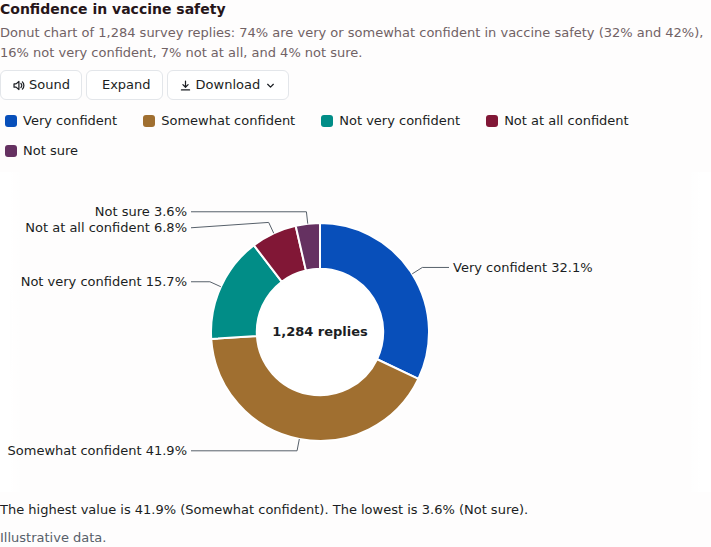 Confidence in vaccine safety
Donut chart of 1,284 survey replies: 74% are very or somewhat confident in vaccine safety (32% and 42%),
16% not very confident, 7% not at all, and 4% not sure.
Sound Expand Download
Very confident Somewhat confident Not very confident Not at all confident
Not sure
Not sure 3.6%
Not at all confident 6.8%
Very confident 32.1%
Not very confident 15.7%
1,284 replies
Somewhat confident 41.9%
The highest value is 41.9% (Somewhat confident). The lowest is 3.6% (Not sure).
Illustrative data.